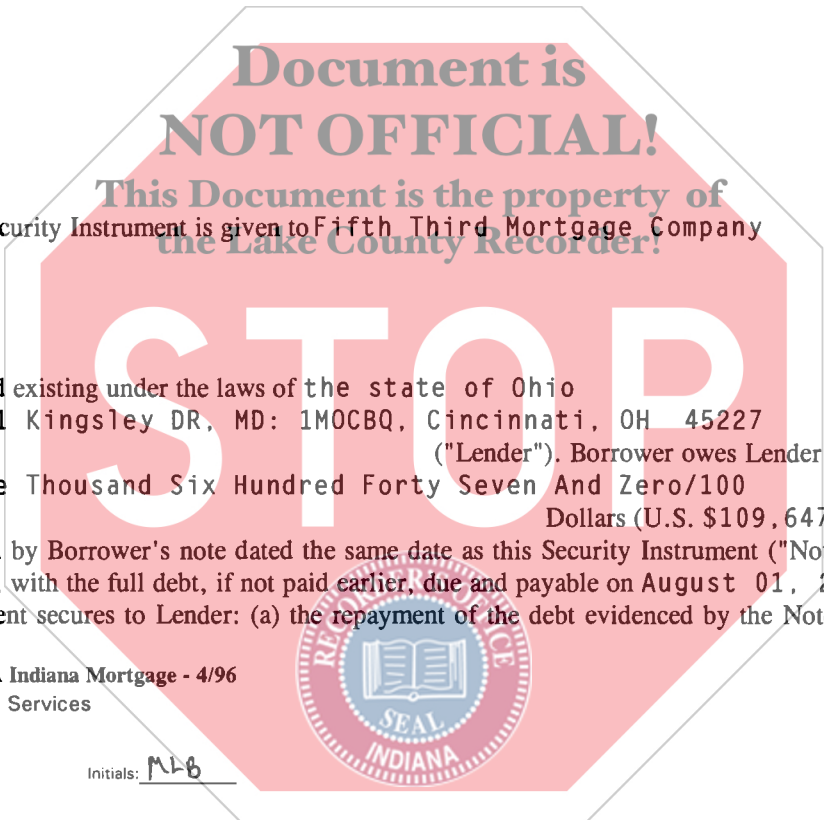 Document is
NOT OFFICIAL!
This Document is the property of
the Lake County Recorder!
curity Instrument is given to Fifth Third Mortgage Company
STOP
existing under the laws of the state of Ohio
1 Kingsley DR, MD: 1MOCBQ, Cincinnati, OH 45227
("Lender"). Borrower owes Lender
e Thousand Six Hundred Forty Seven And Zero/100
Dollars (U.S. $109,647
by Borrower's note dated the same date as this Security Instrument ("No
with the full debt, if not paid earlier, due and payable on August 01, 2
ent secures to Lender: (a) the repayment of the debt evidenced by the Not
RECORDER'S OFFICE
SEAL
INDIANA
Indiana Mortgage - 4/96
Services
Initials: MLB